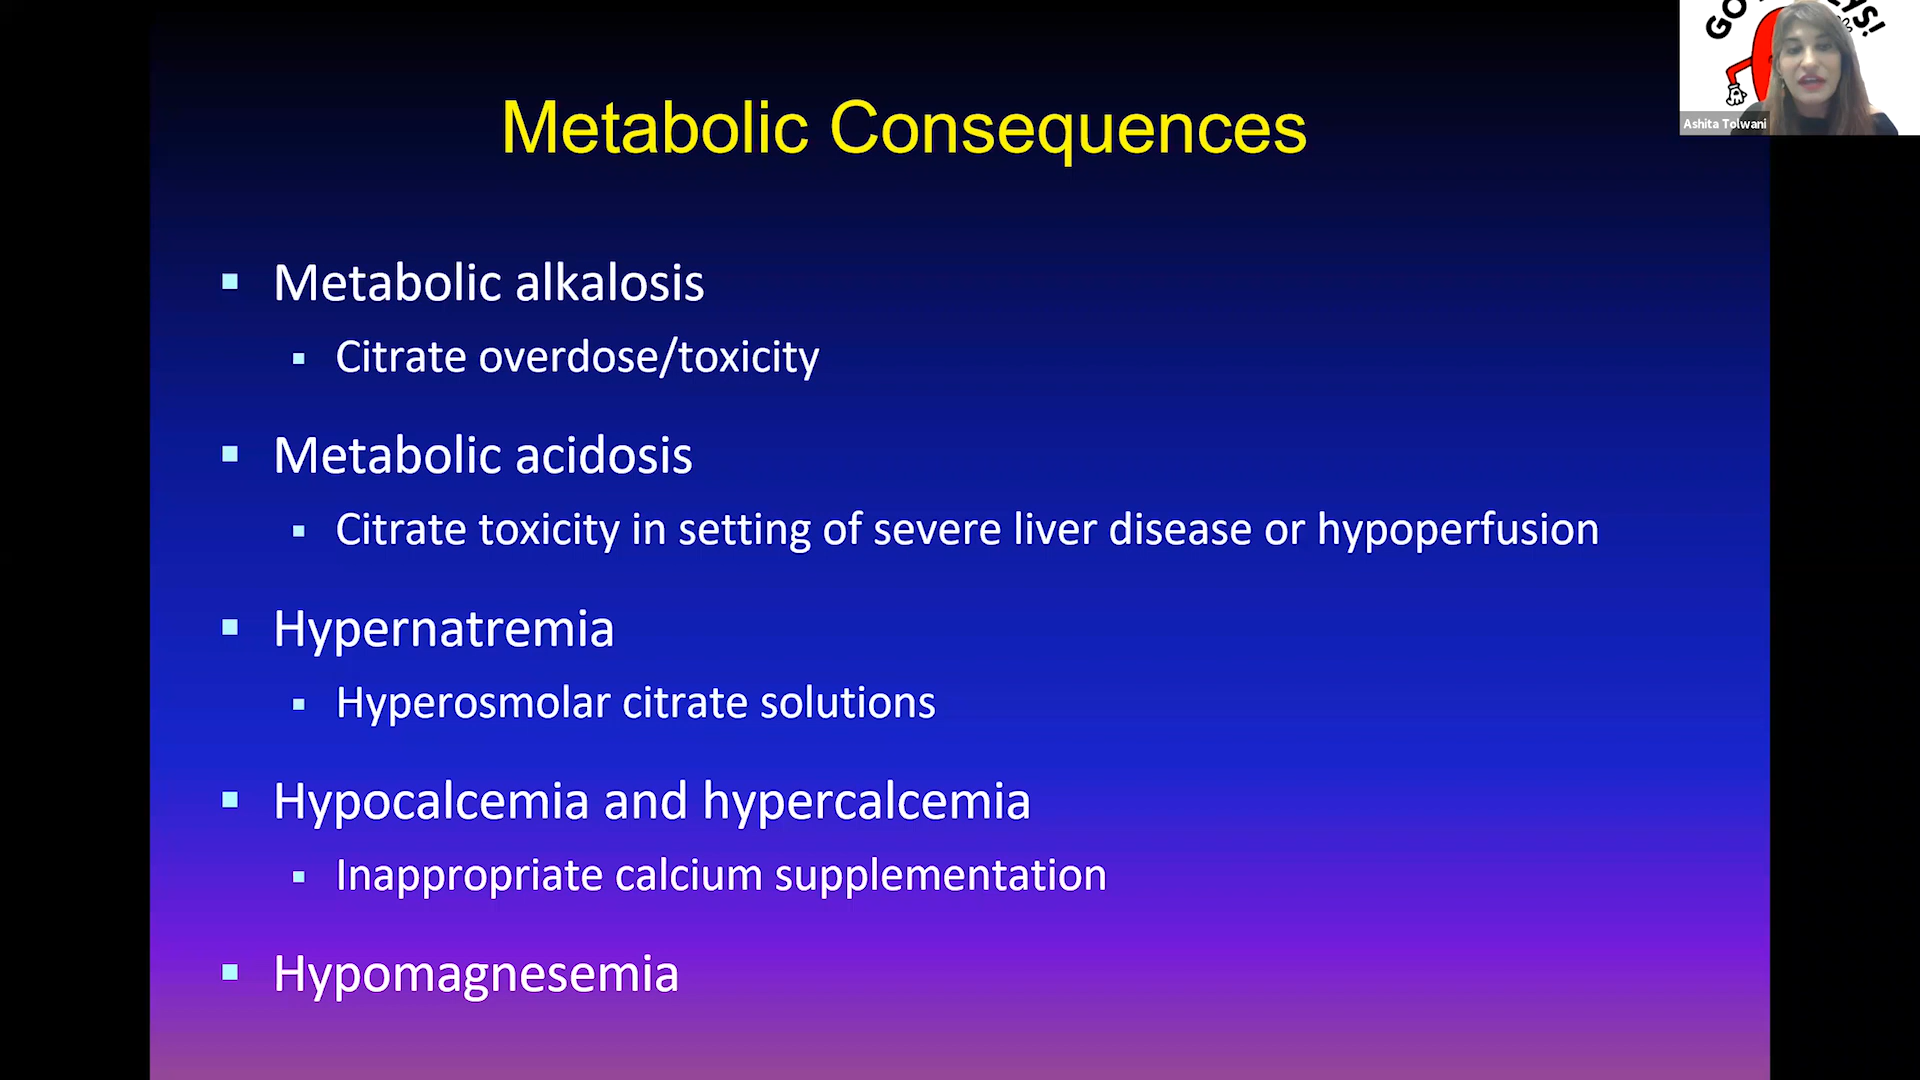 Metabolic Consequences
Metabolic alkalosis
Citrate overdose/toxicity
Metabolic acidosis
Citrate toxicity in setting of severe liver disease or hypoperfusion
Hypernatremia
Hyperosmolar citrate solutions
Hypocalcemia and hypercalcemia
Inappropriate calcium supplementation
Hypomagnesemia
GO
Ashita Tolwani